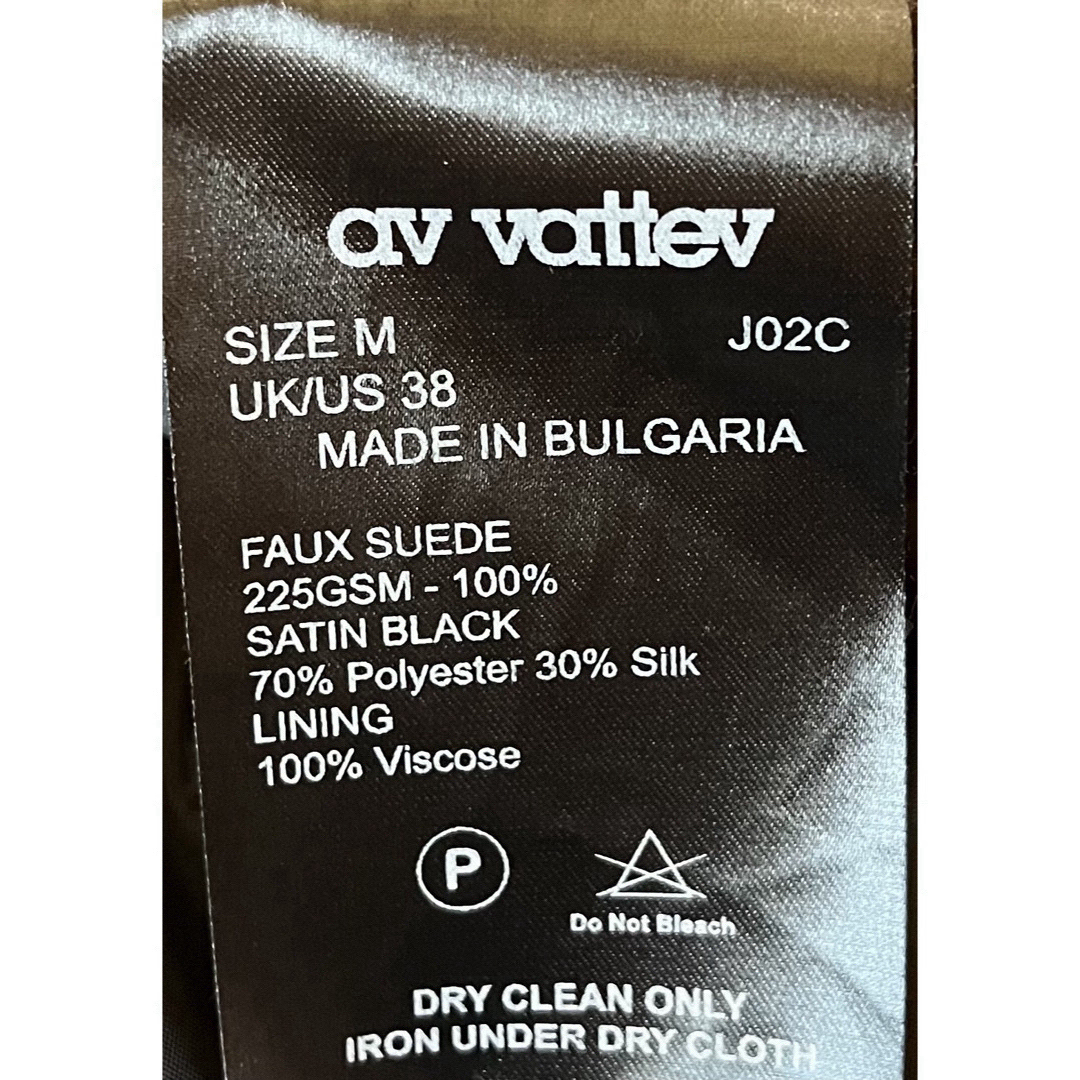 av vattev
SIZE M J02C
UK/US 38
MADE IN BULGARIA
FAUX SUEDE
225GSM - 100%
SATIN BLACK
70% Polyester 30% Silk
LINING
100% Viscose
P
Do Not Bleach
DRY CLEAN ONLY
IRON UNDER DRY CLOTH